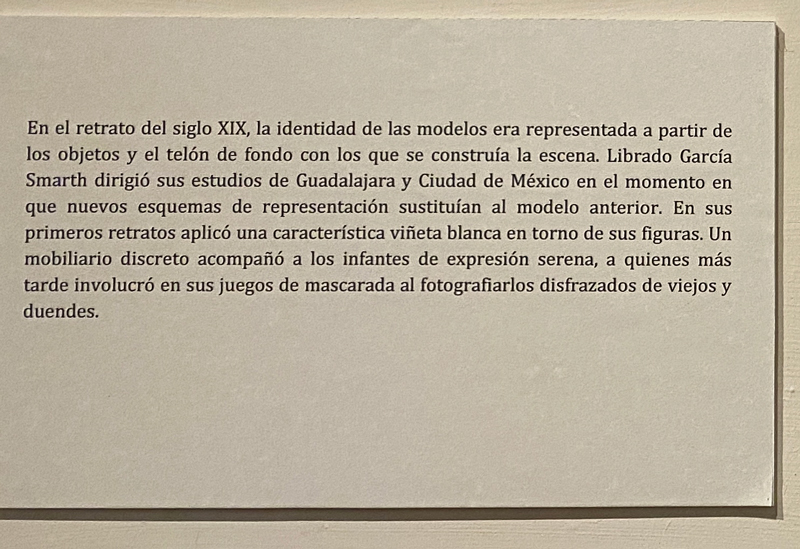 En el retrato del siglo XIX, la identidad de las modelos era representada a partir de
los objetos y el telón de fondo con los que se construía la escena. Librado García
Smarth dirigió sus estudios de Guadalajara y Ciudad de México en el momento en
que nuevos esquemas de representación sustituían al modelo anterior. En sus
primeros retratos aplicó una característica viñeta blanca en torno de sus figuras. Un
mobiliario discreto acompañó a los infantes de expresión serena, a quienes más
tarde involucró en sus juegos de mascarada al fotografiarlos disfrazados de viejos y
duendes.